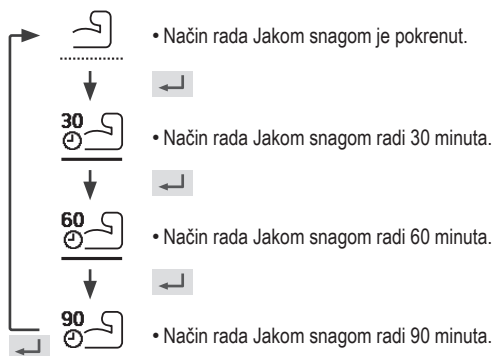 • Način rada Jakom snagom je pokrenut.
30
• Način rada Jakom snagom radi 30 minuta.
60
• Način rada Jakom snagom radi 60 minuta.
90
• Način rada Jakom snagom radi 90 minuta.